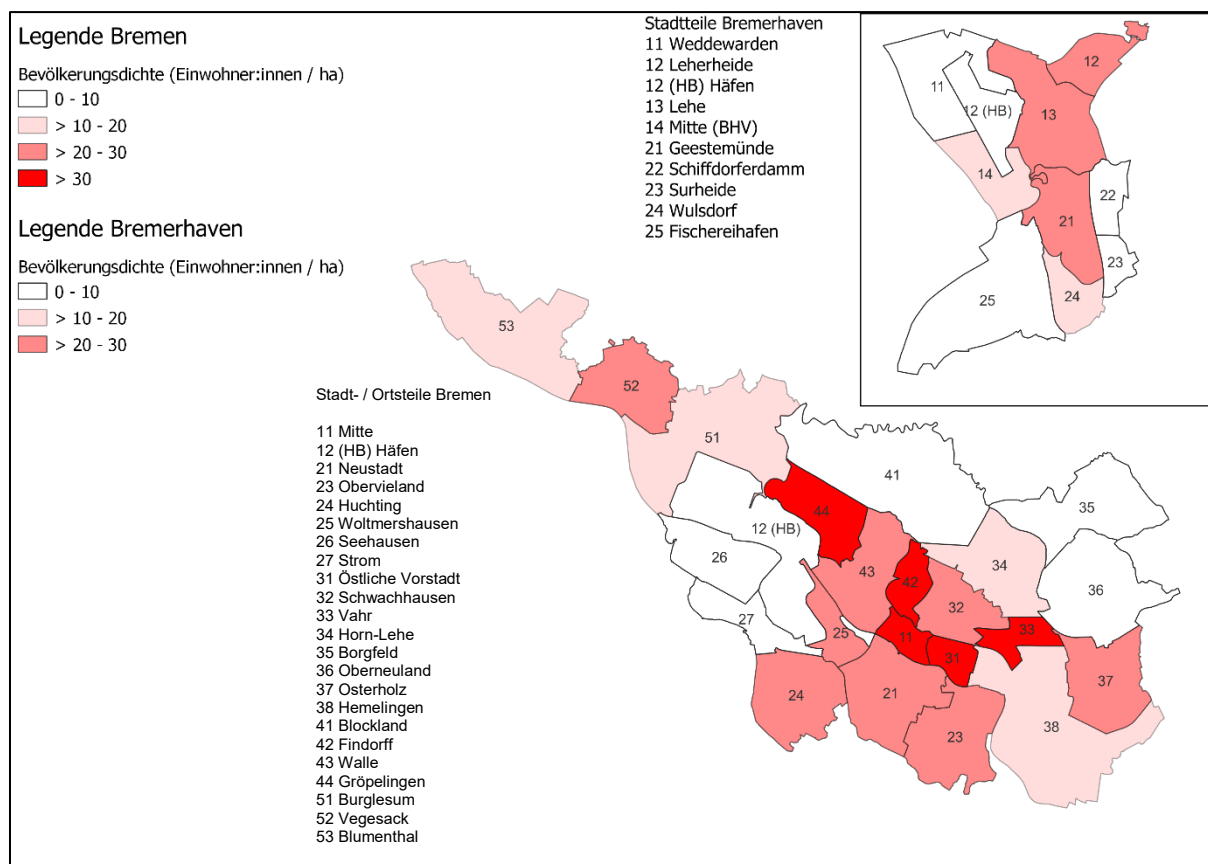 Legende Bremen
Bevölkerungsdichte (Einwohner:innen / ha)
0 - 10
> 10 - 20
> 20 - 30
> 30
Legende Bremerhaven
Bevölkerungsdichte (Einwohner:innen / ha)
0 - 10
> 10 - 20
> 20 - 30
Stadtteile Bremerhaven
11 Weddewarden
12 Leherheide
12 (HB) Häfen
13 Lehe
14 Mitte (BHV)
21 Geestemünde
22 Schiffdorferdamm
23 Surheide
24 Wulsdorf
25 Fischereihafen
12
11
12 (HB)
13
14
22
21
23
24
25
Stadt- / Ortsteile Bremen
11 Mitte
12 (HB) Häfen
21 Neustadt
23 Obervieland
24 Huchting
25 Woltmershausen
26 Seehausen
27 Strom
31 Östliche Vorstadt
32 Schwachhausen
33 Vahr
34 Horn-Lehe
35 Borgfeld
36 Oberneuland
37 Osterholz
38 Hemelingen
41 Blockland
42 Findorff
43 Walle
44 Gröpelingen
51 Burglesum
52 Vegesack
53 Blumenthal
53
52
51
41
35
44
12 (HB)
26
43
34
42
32
36
27
25
11
33
31
24
21
37
38
23